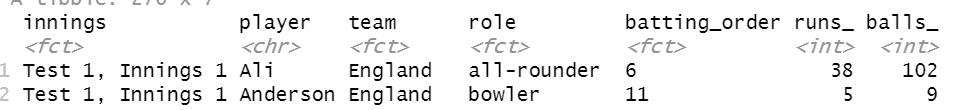 A tibble: 270 x 7
innings player team role batting_order runs_ balls_
<fct> <chr> <fct> <fct> <fct> <int> <int>
1 Test 1, Innings 1 Ali England all-rounder 6 38 102
2 Test 1, Innings 1 Anderson England bowler 11 5 9